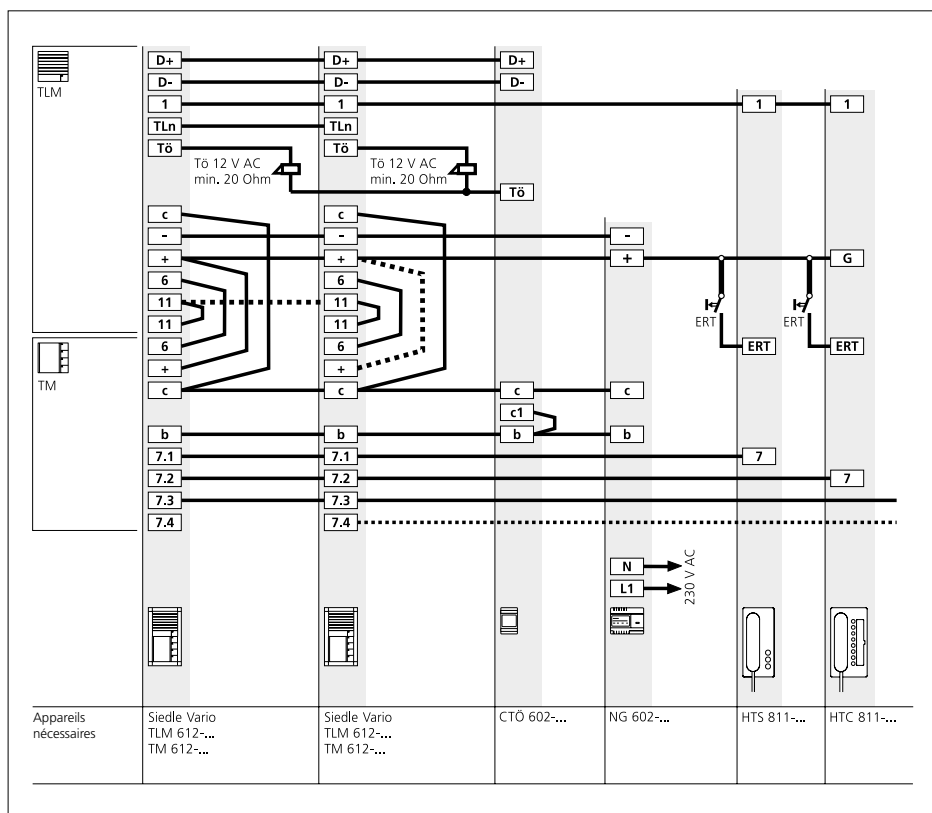 TLM
D+ D+ D+
D- D- D-
1 1 1 1
TLn TLn
Tö Tö
Tö 12 V AC
min. 20 Ohm
Tö 12 V AC
min. 20 Ohm
Tö
c c
- - -
+ + + G
6 6
11 11
ERT ERT
11 11
TM
6 6 ERT ERT
+ +
c c c c
c1
b b b b
7.1 7.1 7
7.2 7.2 7
7.3 7.3
7.4 7.4
N
L1
230 V AC
Appareils
nécessaires
Siedle Vario
TLM 612-...
TM 612-...
Siedle Vario
TLM 612-...
TM 612-...
CTÖ 602-...
NG 602-...
HTS 811-...
HTC 811-...